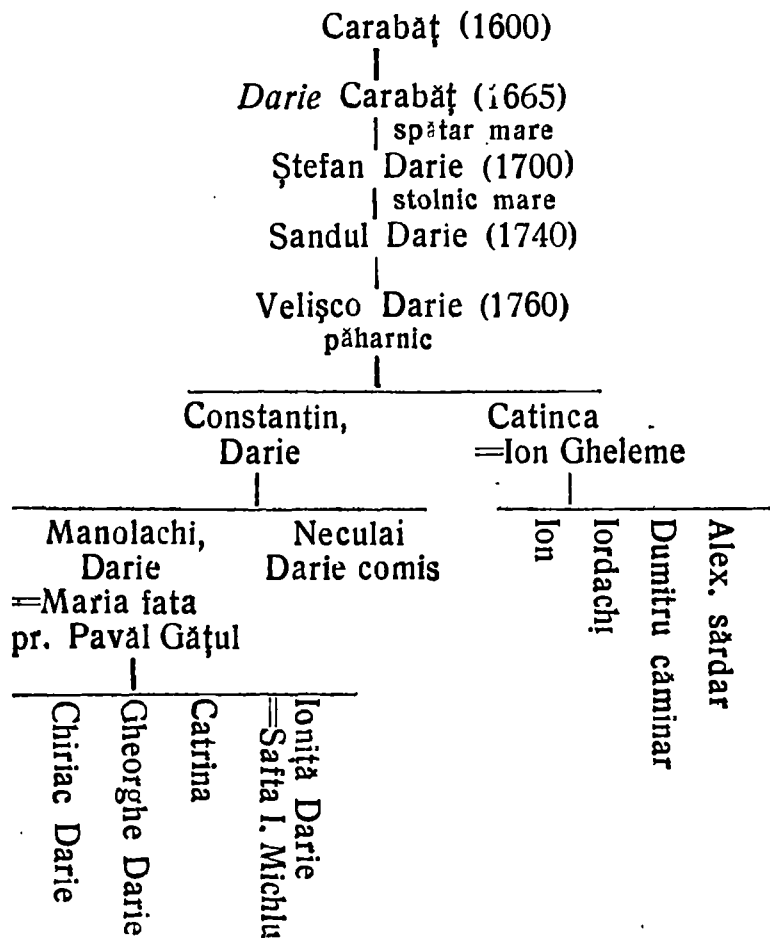 Carabăț (1600)
Darie Carabăț (1665)
spătar mare
Ștefan Darie (1700)
stolnic mare
Sandul Darie (1740)
Velișco Darie (1760)
păharnic
Constantin,
Darie
Catinca
=Ion Gheleme
Manolachi,
Darie
=Maria fata
pr. Pavăl Gățul
Neculai
Darie comis
Ion
Iordachi
Dumitru căminar
Alex. sărdar
Chiriac Darie
Gheorghe Darie
Catrina
Ioniță Darie
=Safta I. Michlu